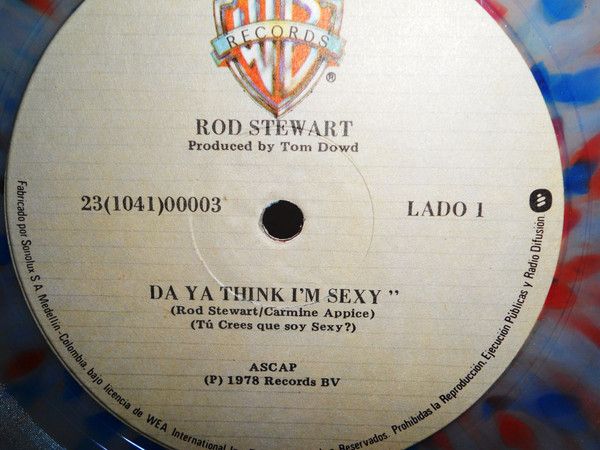 RECORDS
®
ROD STEWART
Produced by Tom Dowd
23(1041)00003
LADO 1
DA YA THINK I'M SEXY ”
(Rod Stewart/Carmine Appice)
(Tú Crees que soy Sexy?)
ASCAP
(P) 1978 Records BV
Fabricado por Sonolux S A Medellín-Colombia, bajo licencia de WEA International Reservados. Prohibidas la Reproducción, Ejecución Públicas y Radio Difusión